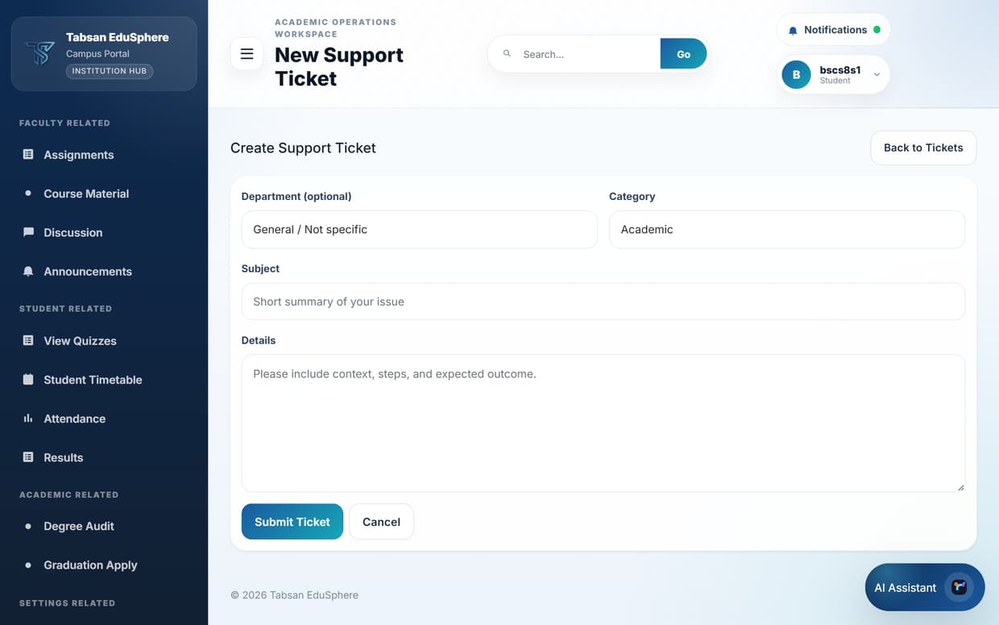 Tabsan EduSphere
Campus Portal
INSTITUTION HUB
FACULTY RELATED
Assignments
Course Material
Discussion
Announcements
STUDENT RELATED
View Quizzes
Student Timetable
Attendance
Results
ACADEMIC RELATED
Degree Audit
Graduation Apply
SETTINGS RELATED
ACADEMIC OPERATIONS
WORKSPACE
New Support
Ticket
Search...
Go
Notifications
B
bscs8s1
Student
Create Support Ticket
Back to Tickets
Department (optional)
Category
General / Not specific
Academic
Subject
Short summary of your issue
Details
Please include context, steps, and expected outcome.
Submit Ticket
Cancel
© 2026 Tabsan EduSphere
AI Assistant